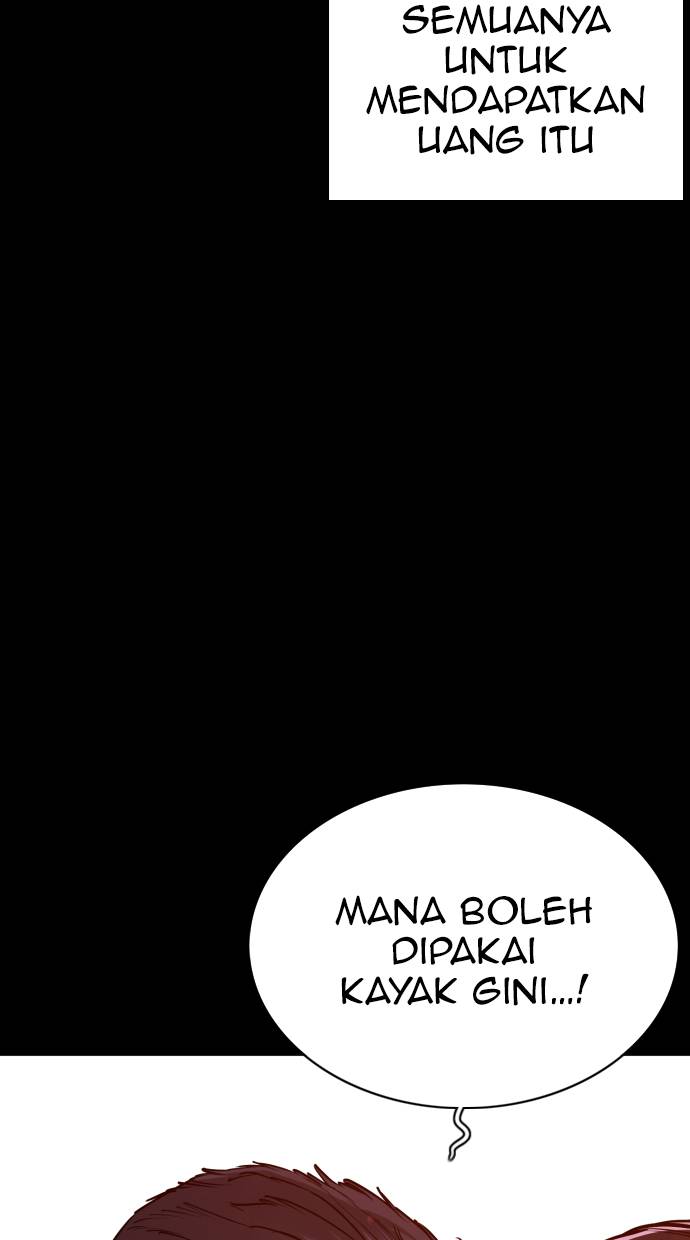 SEMUANYA
UNTUK
MENDAPATKAN
UANG ITU
MANA BOLEH
DIPAKAI
KAYAK GINI...!